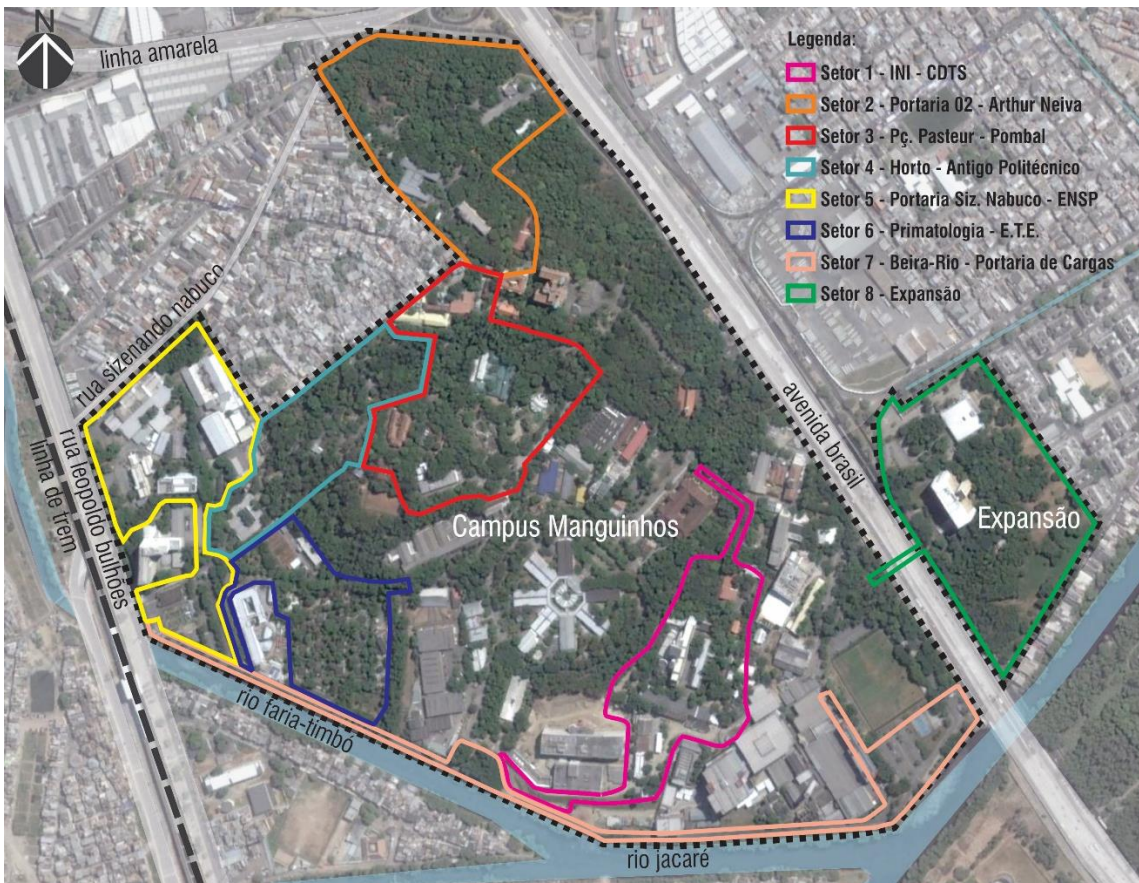 N
linha amarela
Legenda:
Setor 1 - INI - CDTS
Setor 2 - Portaria 02 - Arthur Neiva
Setor 3 - Pç. Pasteur - Pombal
Setor 4 - Horto - Antigo Politécnico
Setor 5 - Portaria Siz. Nabuco - ENSP
Setor 6 - Primatologia - E.T.E.
Setor 7 - Beira-Rio - Portaria de Cargas
Setor 8 - Expansão
rua sizenando nabuco
avenida brasil
rua leopoldo bulhões
linha de trem
Campus Manguinhos
Expansão
rio faria-timbó
rio jacaré